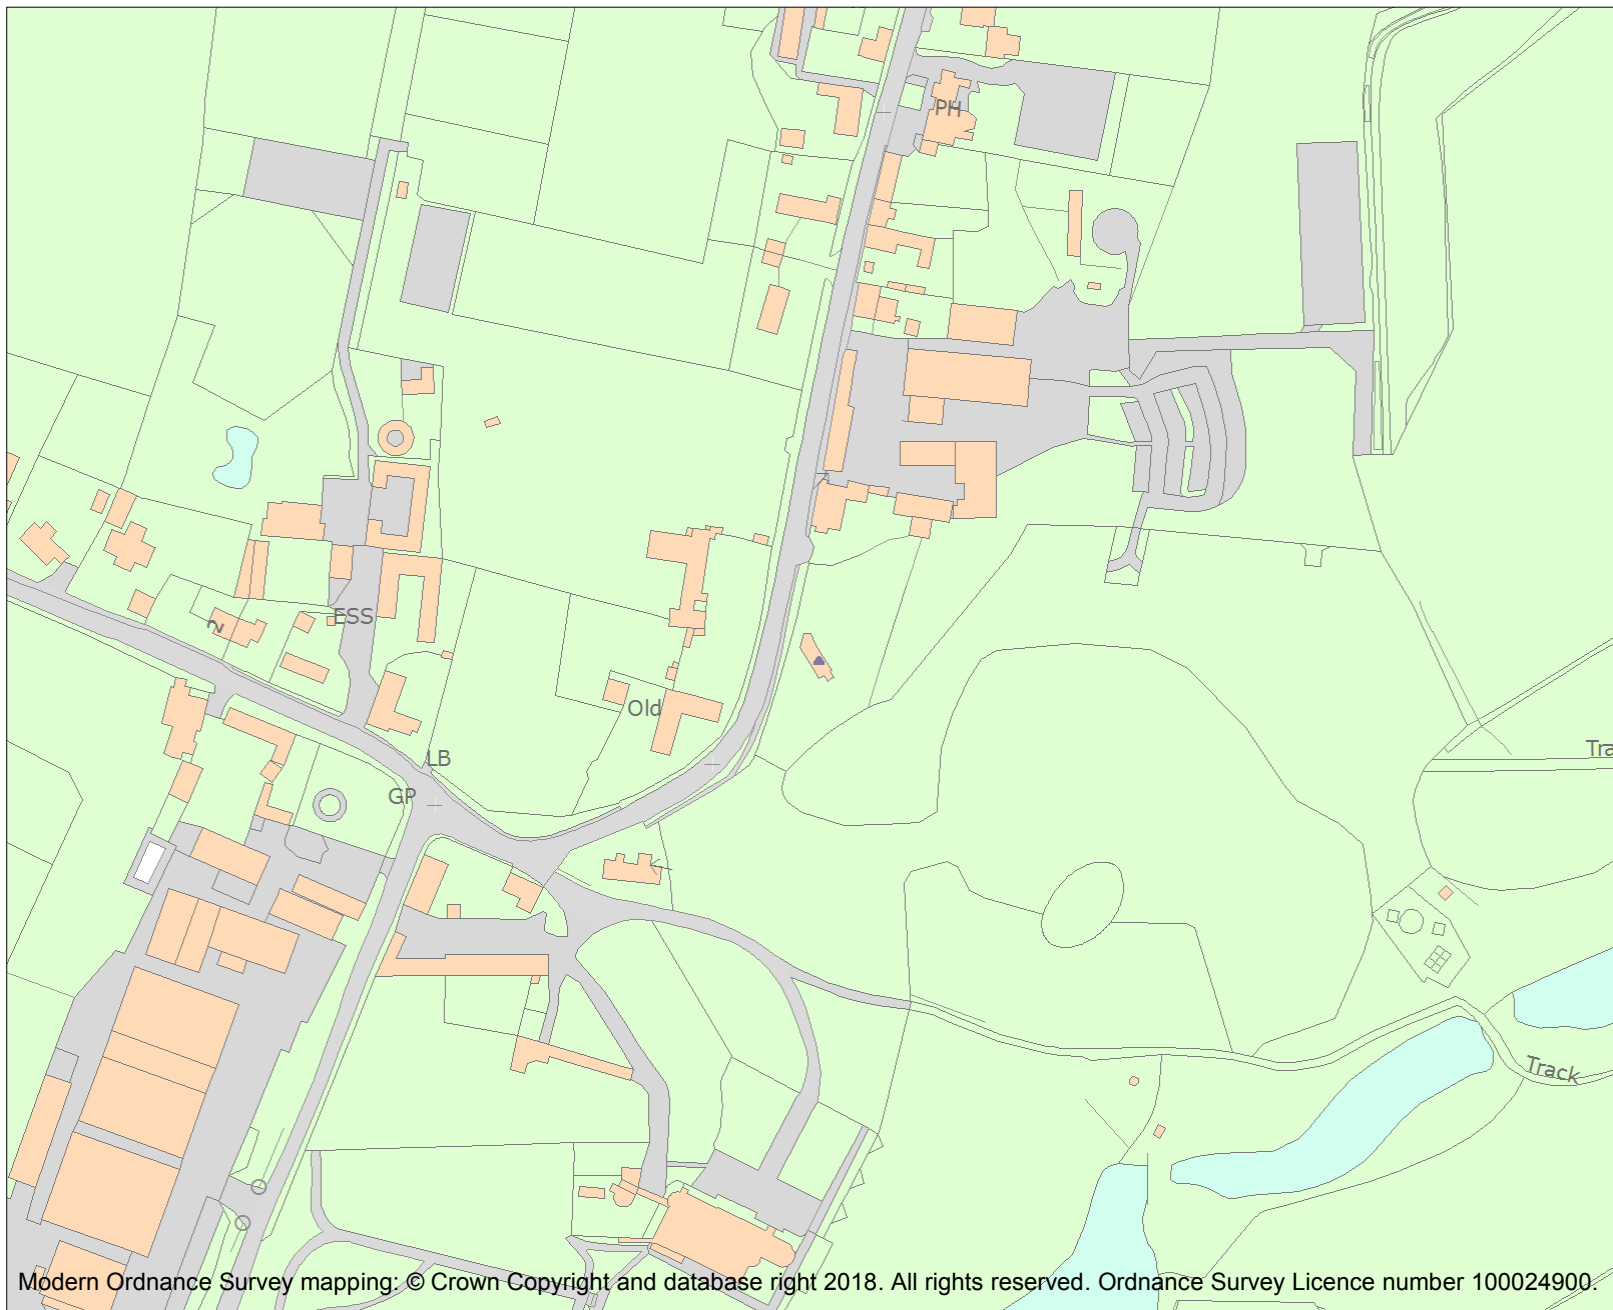 PH
ESS
2
Old
LB
Tra
GP
Track
Modern Ordnance Survey mapping: © Crown Copyright and database right 2018. All rights reserved. Ordnance Survey Licence number 100024900.